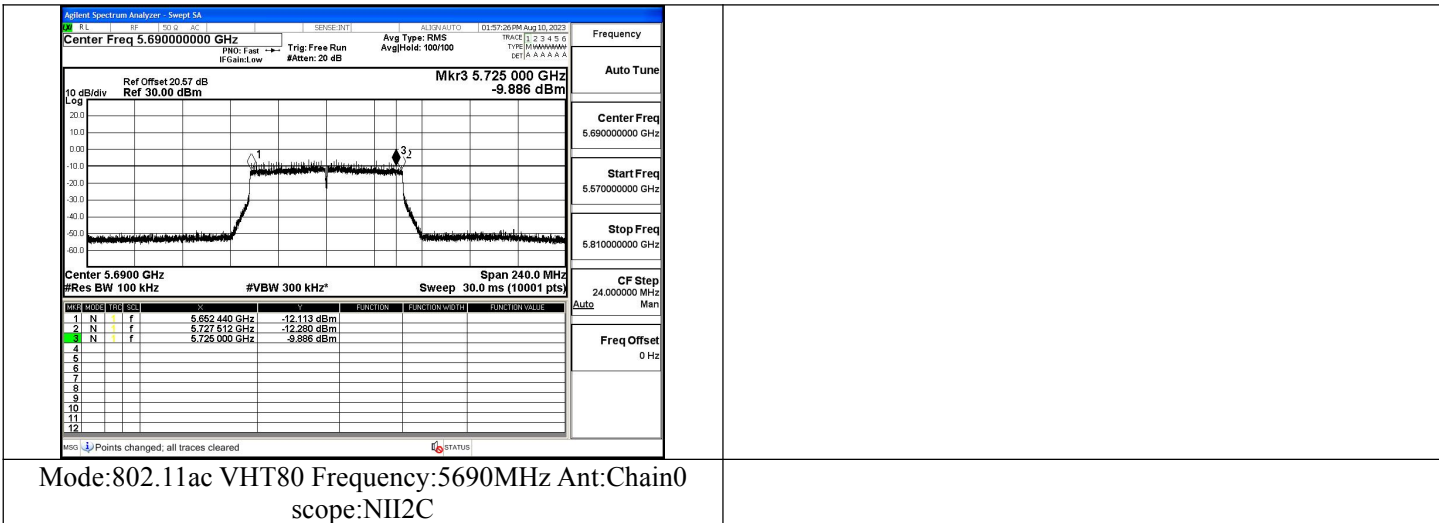 Agilent Spectrum Analyzer - Swept SA
RL RF 50 Ω AC SENSE:INT ALIGNAUTO 01:57:26 PM Aug 10, 2023
Center Freq 5.690000000 GHz Avg Type: RMS TRACE 1 2 3 4 5 6
PNO: Fast Trig: Free Run Avg|Hold: 100/100 TYPE M
IFGain:Low #Atten: 20 dB DET A A A A A A
Frequency
Auto Tune
Center Freq
5.690000000 GHz
Start Freq
5.570000000 GHz
Stop Freq
5.810000000 GHz
CF Step
24.000000 MHz
Auto Man
Freq Offset
0 Hz
Mkr3 5.725 000 GHz
Ref Offset 20.57 dB
10 dB/div Ref 30.00 dBm -9.886 dBm
Log
20.0
10.0
0.00
-10.0
-20.0
-30.0
-40.0
-50.0
-60.0
1
3
2
Center 5.6900 GHz Span 240.0 MHz
#Res BW 100 kHz #VBW 300 kHz* Sweep 30.0 ms (10001 pts)
MKR MODE TRC SCL X Y FUNCTION FUNCTION WIDTH FUNCTION VALUE
1 N 1 f 5.652 440 GHz -12.113 dBm
2 N 1 f 5.727 512 GHz -12.280 dBm
3 N 1 f 5.725 000 GHz -9.886 dBm
4
5
6
7
8
9
10
11
12
MSG Points changed; all traces cleared STATUS
Mode:802.11ac VHT80 Frequency:5690MHz Ant:Chain0
scope:NII2C